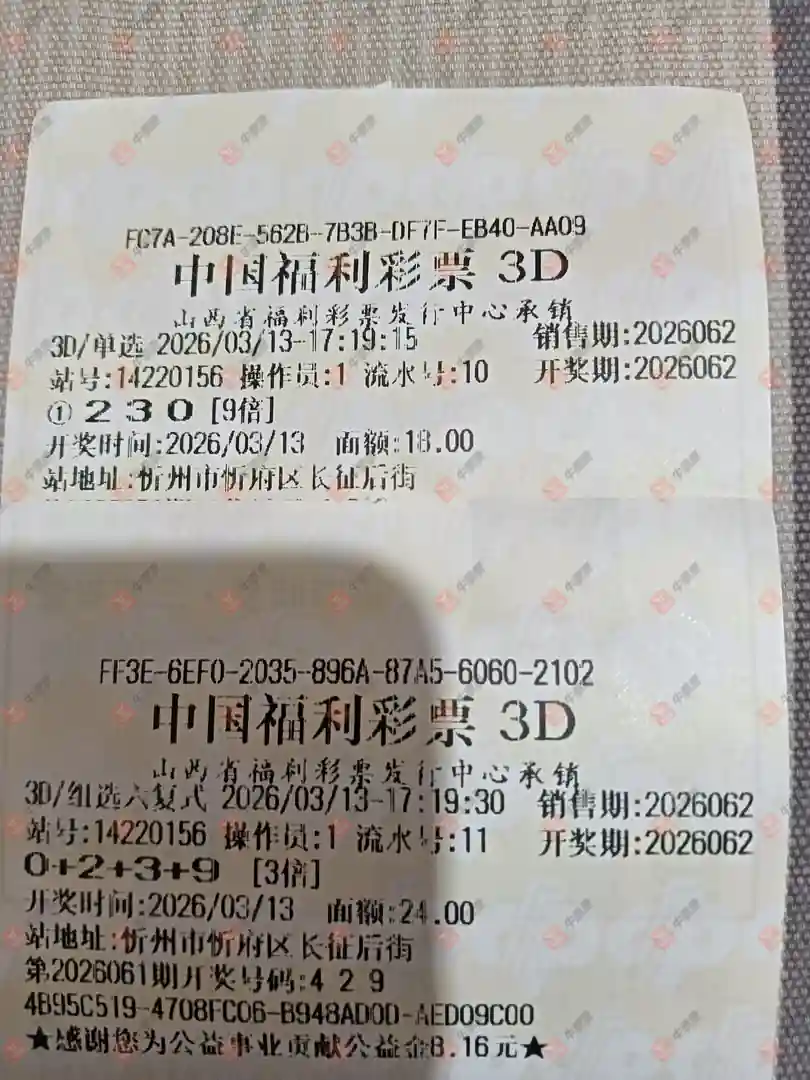 FC7A-208E-562B-7B3B-DF7F-EB40-AA09
中国福利彩票 3D
山西省福利彩票发行中心承销
3D/单选 2026/03/13-17:19:15 销售期:2026062
站号:14220156 操作员:1 流水号:10 开奖期:2026062
① 2 3 0 [9倍]
开奖时间:2026/03/13 面额:18.00
站地址:忻州市忻府区长征后街
FF3E-6EF0-2035-896A-87A5-6060-2102
中国福利彩票 3D
山西省福利彩票发行中心承销
3D/组选六复式 2026/03/13-17:19:30 销售期:2026062
站号:14220156 操作员:1 流水号:11 开奖期:2026062
0+2+3+9 [3倍]
开奖时间:2026/03/13 面额:24.00
站地址:忻州市忻府区长征后街
第2026061期开奖号码:4 2 9
4B95C519-4708FC06-B948AD0D-AED09C00
★感谢您为公益事业贡献公益金8.16元★